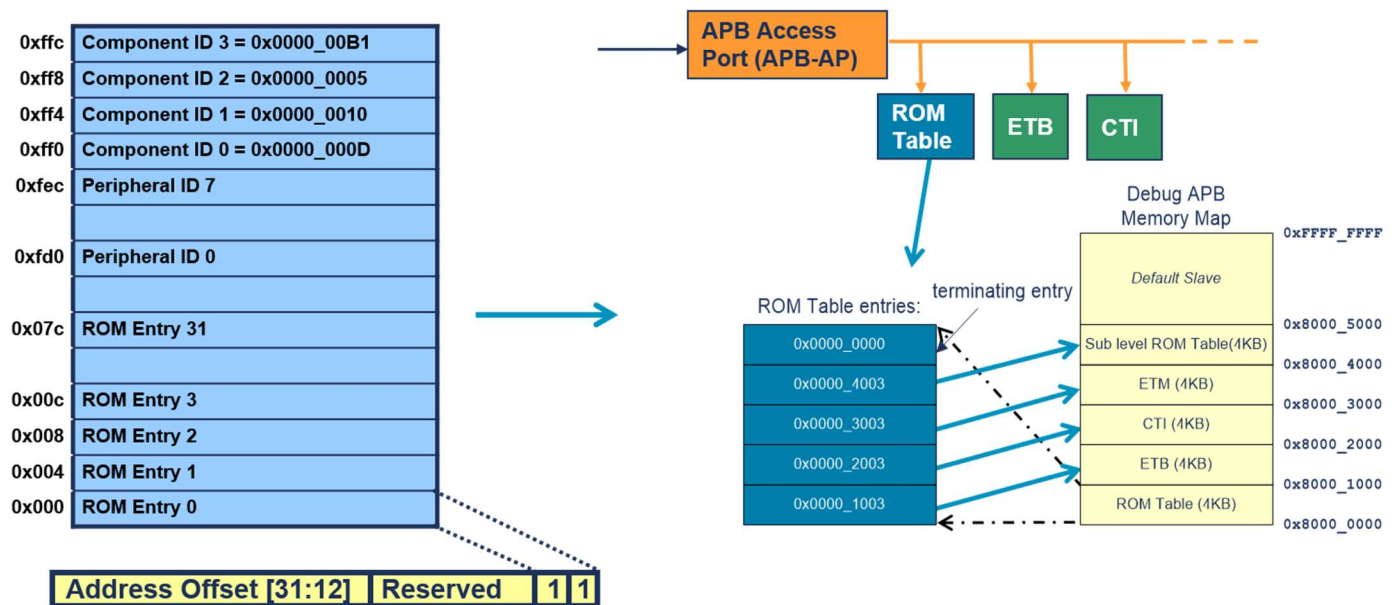 0xffc Component ID 3 = 0x0000_00B1
0xff8 Component ID 2 = 0x0000_0005
0xff4 Component ID 1 = 0x0000_0010
0xff0 Component ID 0 = 0x0000_000D
0xfec Peripheral ID 7
0xfd0 Peripheral ID 0
0x07c ROM Entry 31
0x00c ROM Entry 3
0x008 ROM Entry 2
0x004 ROM Entry 1
0x000 ROM Entry 0
Address Offset [31:12] Reserved 1 1
APB Access
Port (APB-AP)
ROM
Table
ETB
CTI
ROM Table entries:
terminating entry
0x0000_0000
0x0000_4003
0x0000_3003
0x0000_2003
0x0000_1003
Debug APB
Memory Map
0xFFFF_FFFF
Default Slave
0x8000_5000
Sub level ROM Table(4KB)
0x8000_4000
ETM (4KB)
0x8000_3000
CTI (4KB)
0x8000_2000
ETB (4KB)
0x8000_1000
ROM Table (4KB)
0x8000_0000